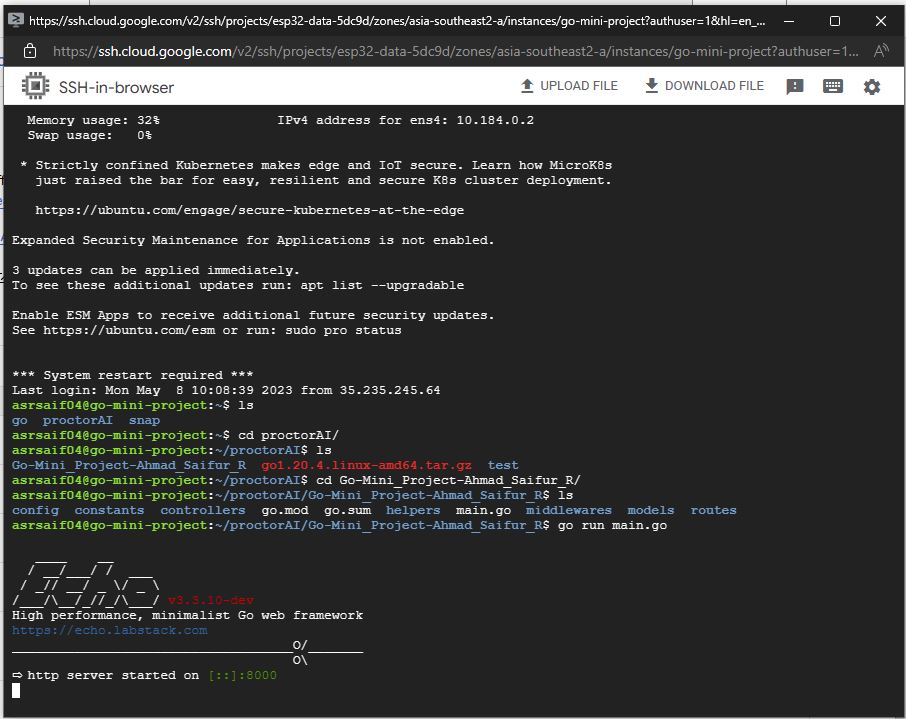 https://ssh.cloud.google.com/v2/ssh/projects/esp32-data-5dc9d/zones/asia-southeast2-a/instances/go-mini-project?authuser=1&hl=en_...
https://ssh.cloud.google.com/v2/ssh/projects/esp32-data-5dc9d/zones/asia-southeast2-a/instances/go-mini-project?authuser=1...
SSH-in-browser UPLOAD FILE DOWNLOAD FILE
Memory usage: 32% IPv4 address for ens4: 10.184.0.2
Swap usage: 0%
* Strictly confined Kubernetes makes edge and IoT secure. Learn how MicroK8s
just raised the bar for easy, resilient and secure K8s cluster deployment.
https://ubuntu.com/engage/secure-kubernetes-at-the-edge
Expanded Security Maintenance for Applications is not enabled.
3 updates can be applied immediately.
To see these additional updates run: apt list --upgradable
Enable ESM Apps to receive additional future security updates.
See https://ubuntu.com/esm or run: sudo pro status
*** System restart required ***
Last login: Mon May  8 10:08:39 2023 from 35.235.245.64
asrsaif04@go-mini-project:~$ ls
go proctorAI snap
asrsaif04@go-mini-project:~$ cd proctorAI/
asrsaif04@go-mini-project:~/proctorAI$ ls
Go-Mini_Project-Ahmad_Saifur_R go1.20.4.linux-amd64.tar.gz test
asrsaif04@go-mini-project:~/proctorAI$ cd Go-Mini_Project-Ahmad_Saifur_R/
asrsaif04@go-mini-project:~/proctorAI/Go-Mini_Project-Ahmad_Saifur_R$ ls
config constants controllers go.mod go.sum helpers main.go middlewares models routes
asrsaif04@go-mini-project:~/proctorAI/Go-Mini_Project-Ahmad_Saifur_R$ go run main.go
Echo v3.3.10-dev
High performance, minimalist Go web framework
https://echo.labstack.com
____________________________________O/_______
O\
⇨ http server started on [::]:8000